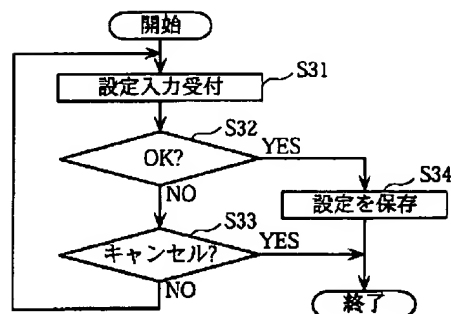 開始
設定入力受付
S31
OK?
S32
YES
NO
設定を保存
S34
キャンセル?
S33
YES
NO
終了